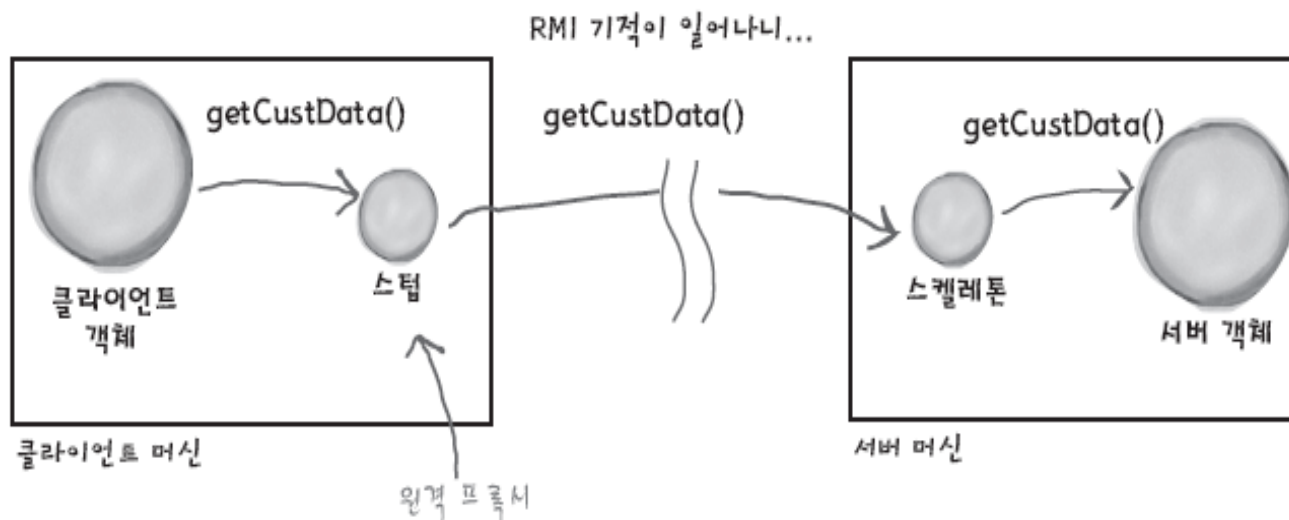 RMI 기적이 일어나니...
getCustData()
getCustData()
getCustData()
클라이언트
객체
스텁
스켈레톤
서버 객체
클라이언트 머신
서버 머신
원격 프록시